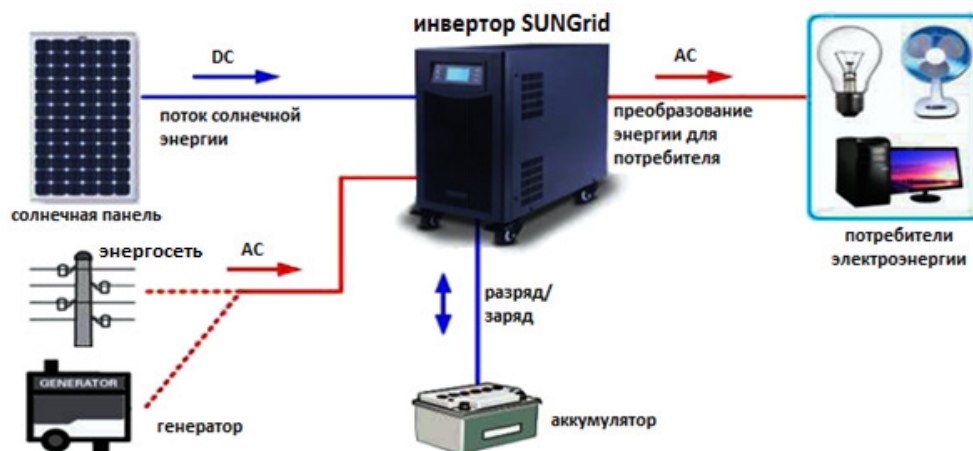 инвертор SUNGrid
DC
поток солнечной
энергии
солнечная панель
AC
преобразование
энергии для
потребителя
потребители
электроэнергии
энергосеть
AC
разряд/
заряд
GENERATOR
генератор
аккумулятор